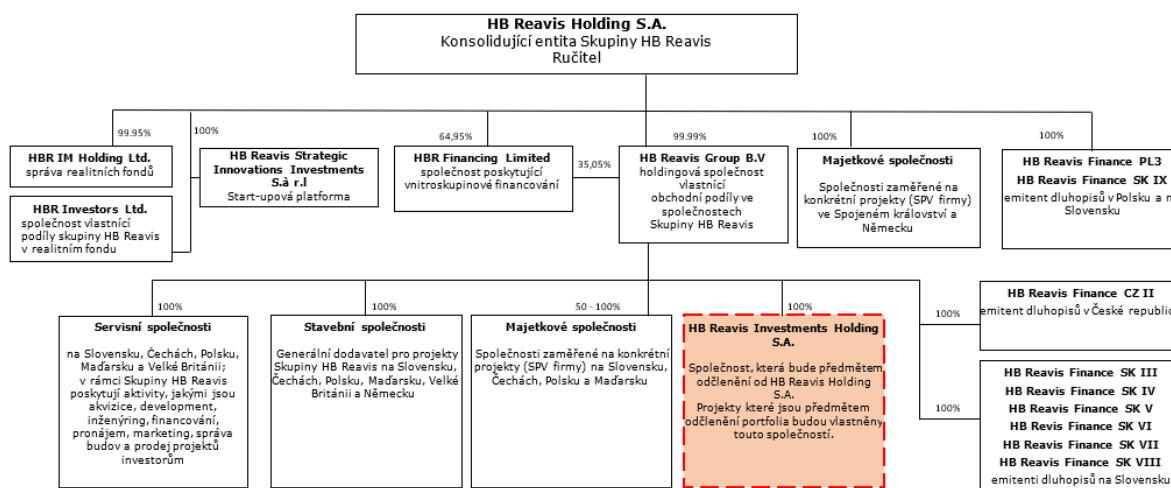 HB Reavis Holding S.A.
Konsolidující entita Skupiny HB Reavis
Ručitel
99.95%
100%
64,95%
99.99%
100%
100%
HBR IM Holding Ltd.
správa realitních fondů
HB Reavis Strategic
Innovations Investments
S.à r.l
Start-upová platforma
HBR Financing Limited
společnost poskytující
vnitroskupinové financování
35,05%
HB Reavis Group B.V
holdingová společnost
vlastnící
obchodní podíly ve
společnostech
Skupiny HB Reavis
Majetkové společnosti
Společnosti zaměřené na
konkrétní projekty (SPV firmy)
ve Spojeném království a
Německu
HB Reavis Finance PL3
HB Reavis Finance SK IX
emitent dluhopisů v Polsku a n
Slovensku
HBR Investors Ltd.
společnost vlastnící
podíly skupiny HB Reavis
v realitním fondu
100%
100%
50 - 100%
100%
100%
Servisní společnosti
na Slovensku, Čechách, Polsku,
Maďarsku a Velké Británii;
v rámci Skupiny HB Reavis
poskytují aktivity, jakými jsou
akvizice, development,
inženýring, financování,
pronájem, marketing, správa
budov a prodej projektů
investorům
Stavební společnosti
Generální dodavatel pro projekty
Skupiny HB Reavis na Slovensku,
Čechách, Polsku, Maďarsku, Velké
Británii a Německu
Majetkové společnosti
Společnosti zaměřené na konkrétní
projekty (SPV firmy) na Slovensku,
Čechách, Polsku a Maďarsku
HB Reavis Investments Holding
S.A.
Společnost, která bude předmětem
odčlenění od HB Reavis Holding
S.A.
Projekty které jsou předmětem
odčlenění portfolia budou vlastněny
touto společností.
HB Reavis Finance CZ II
emitent dluhopisů v České republic
100%
HB Reavis Finance SK III
HB Reavis Finance SK IV
HB Reavis Finance SK V
HB Revis Finance SK VI
HB Reavis Finance SK VII
HB Reavis Finance SK VIII
emitenti dluhopisů na Slovensku